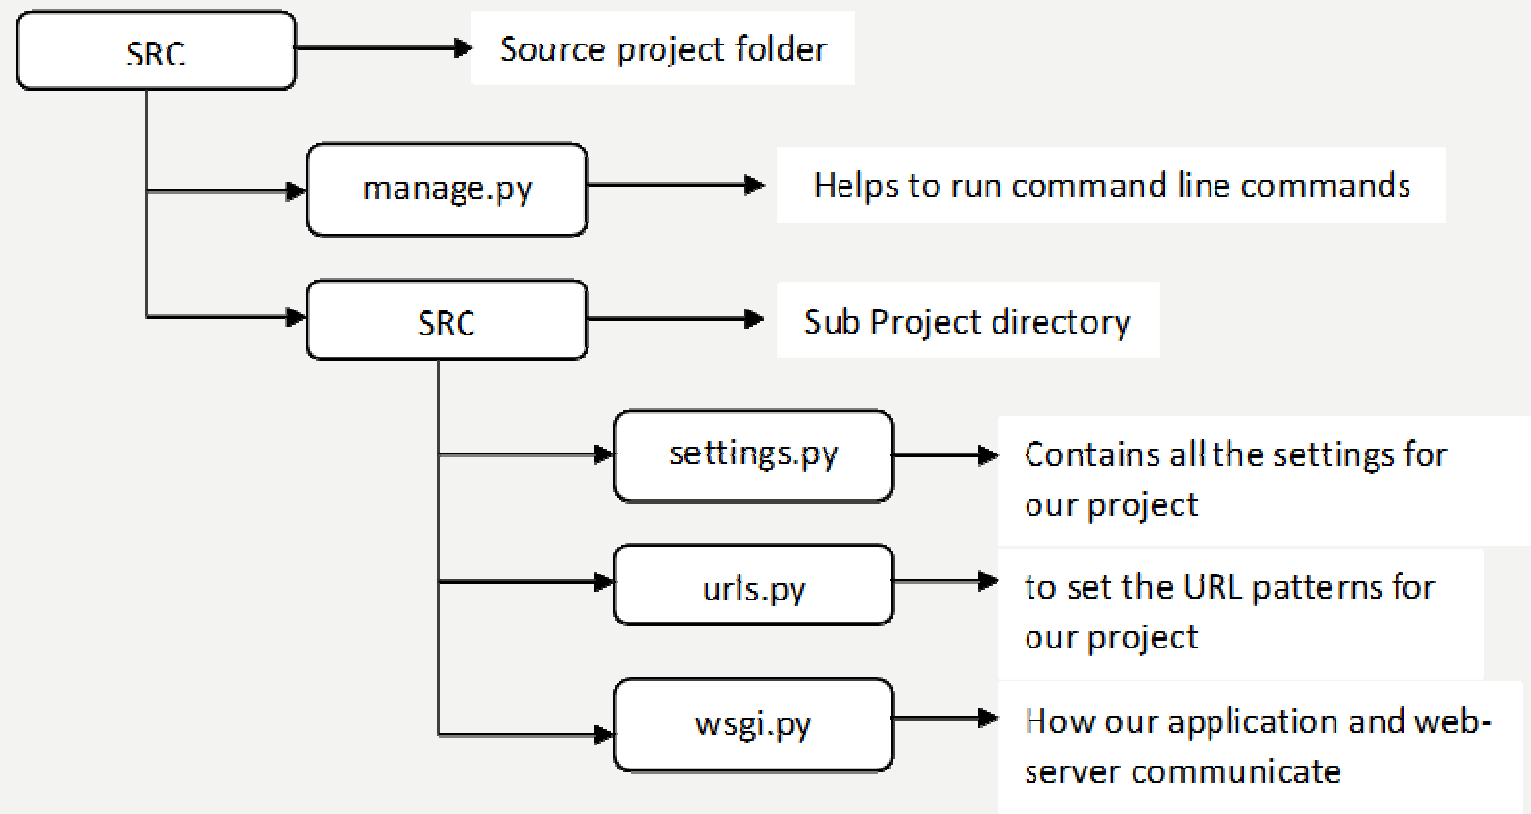 SRC
Source project folder
manage.py
Helps to run command line commands
SRC
Sub Project directory
settings.py
Contains all the settings for
our project
urls.py
to set the URL patterns for
our project
wsgi.py
How our application and web-
server communicate